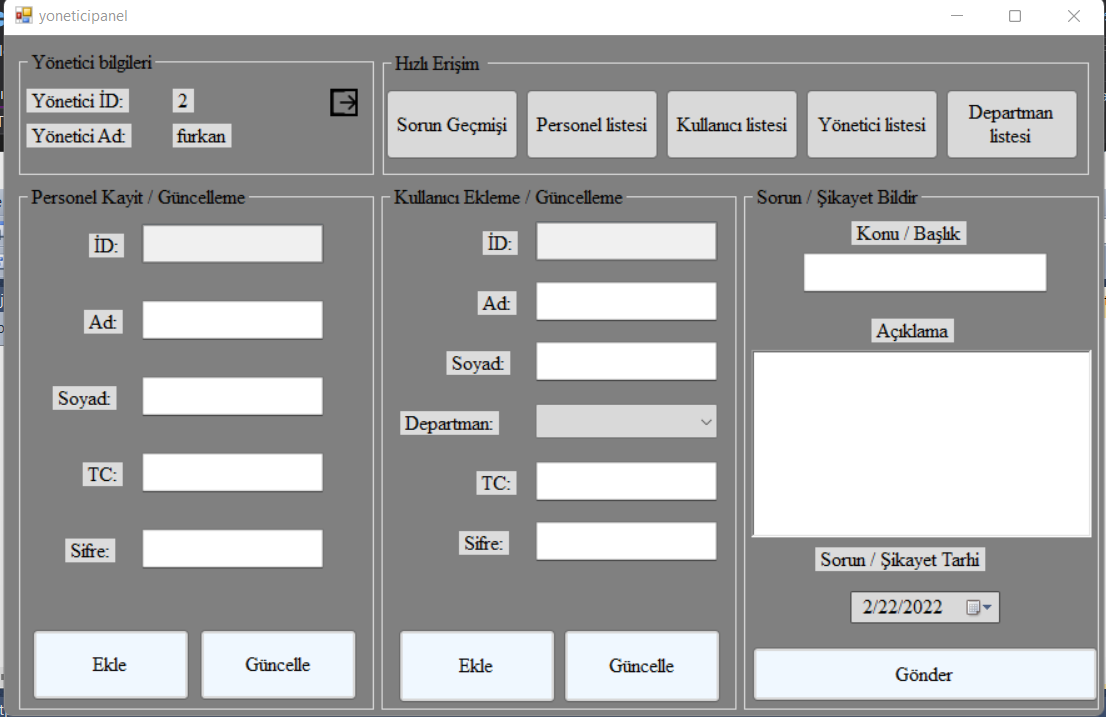 yoneticipanel
Yönetici bilgileri
Yönetici İD:
2
Yönetici Ad:
furkan
Hızlı Erişim
Sorun Geçmişi
Personel listesi
Kullanıcı listesi
Yönetici listesi
Departman
listesi
Personel Kayit / Güncelleme
İD:
Ad:
Soyad:
TC:
Sifre:
Ekle
Güncelle
Kullanıcı Ekleme / Güncelleme
İD:
Ad:
Soyad:
Departman:
TC:
Sifre:
Ekle
Güncelle
Sorun / Şikayet Bildir
Konu / Başlık
Açıklama
Sorun / Şikayet Tarhi
2/22/2022
Gönder